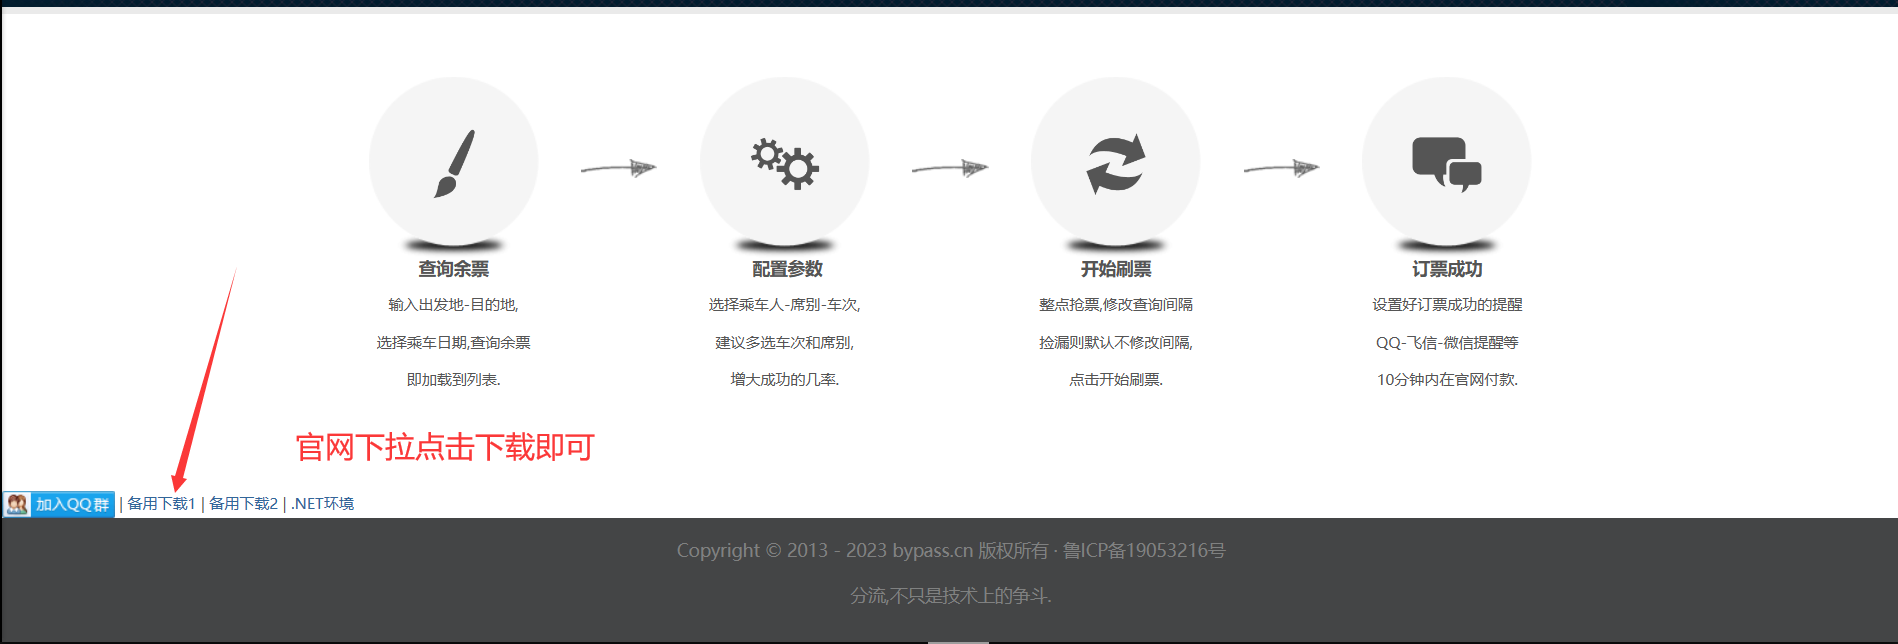 查询余票
输入出发地-目的地,
选择乘车日期,查询余票
即加载到列表.
配置参数
选择乘车人-席别-车次,
建议多选车次和席别,
增大成功的几率.
开始刷票
整点抢票,修改查询间隔
捡漏则默认不修改间隔,
点击开始刷票.
订票成功
设置好订票成功的提醒
QQ-飞信-微信提醒等
10分钟内在官网付款.
官网下拉点击下载即可
加入QQ群 | 备用下载1 | 备用下载2 | .NET环境
Copyright © 2013 - 2023 bypass.cn 版权所有 · 鲁ICP备19053216号
分流,不只是技术上的争斗.